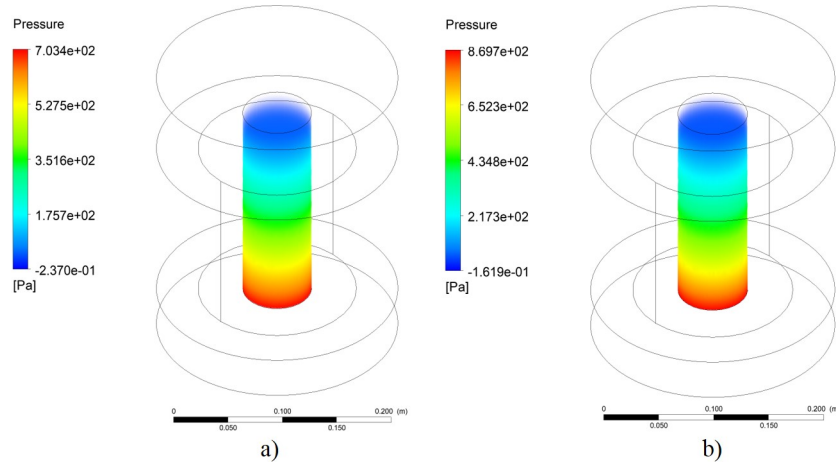 Pressure
7.034e+02
5.275e+02
3.516e+02
1.757e+02
-2.370e-01
[Pa]
0 0.100 0.200 (m
0.050 0.150
a)
Pressure
8.697e+02
6.523e+02
4.348e+02
2.173e+02
-1.619e-01
[Pa]
0 0.100 0.200 (m
0.050 0.150
b)